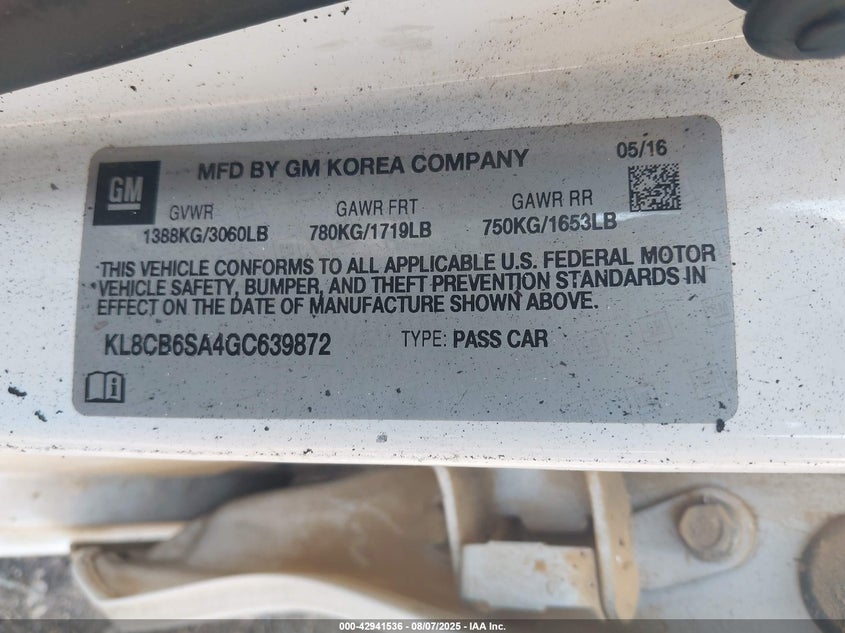 GM
MFD BY GM KOREA COMPANY
05/16
GVWR
GAWR FRT
GAWR RR
1388KG/3060LB
780KG/1719LB
750KG/1653LB
THIS VEHICLE CONFORMS TO ALL APPLICABLE U.S. FEDERAL MOTOR
VEHICLE SAFETY, BUMPER, AND THEFT PREVENTION STANDARDS IN
EFFECT ON THE DATE OF MANUFACTURE SHOWN ABOVE.
KL8CB6SA4GC639872
TYPE: PASS CAR
000-42941536 - 08/07/2025 - IAA Inc.